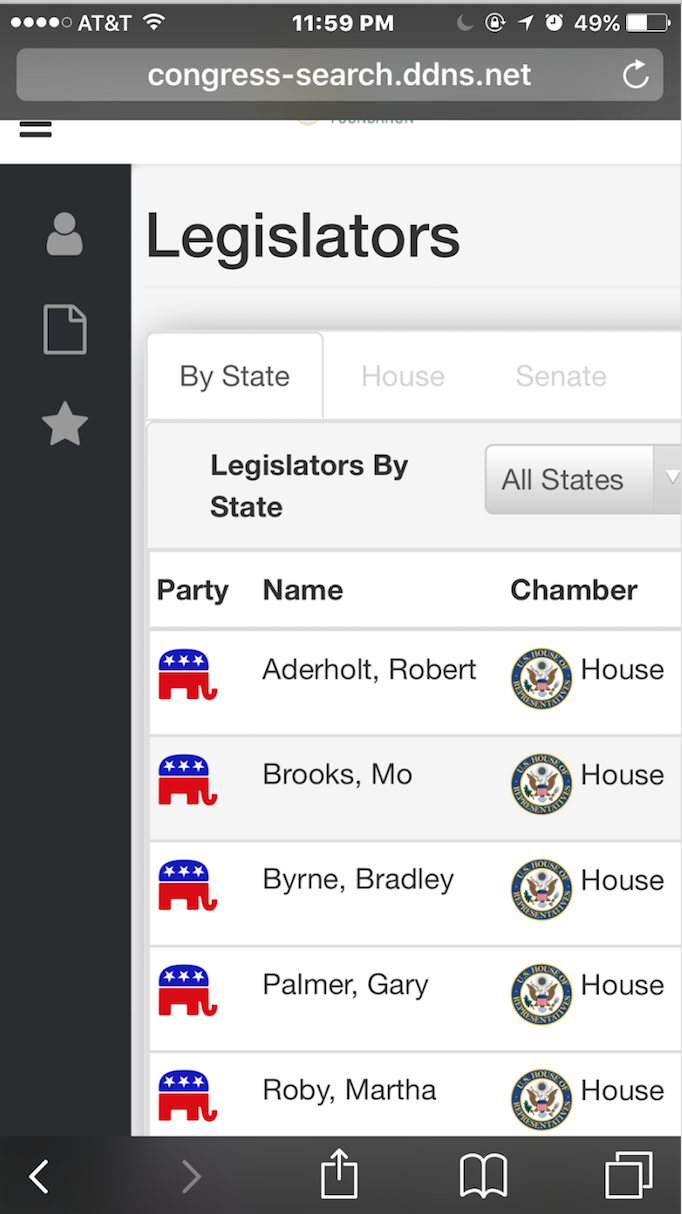 AT&T 11:59 PM 49%
congress-search.ddns.net
Legislators
By State House Senate
Legislators By
State
All States
Party Name Chamber
Aderholt, Robert House
Brooks, Mo House
Byrne, Bradley House
Palmer, Gary House
Roby, Martha House